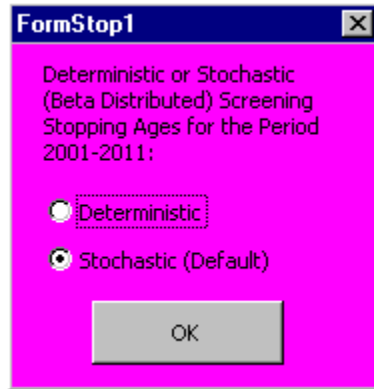 FormStop1
Deterministic or Stochastic
(Beta Distributed) Screening
Stopping Ages for the Period
2001-2011:
Deterministic
Stochastic (Default)
OK